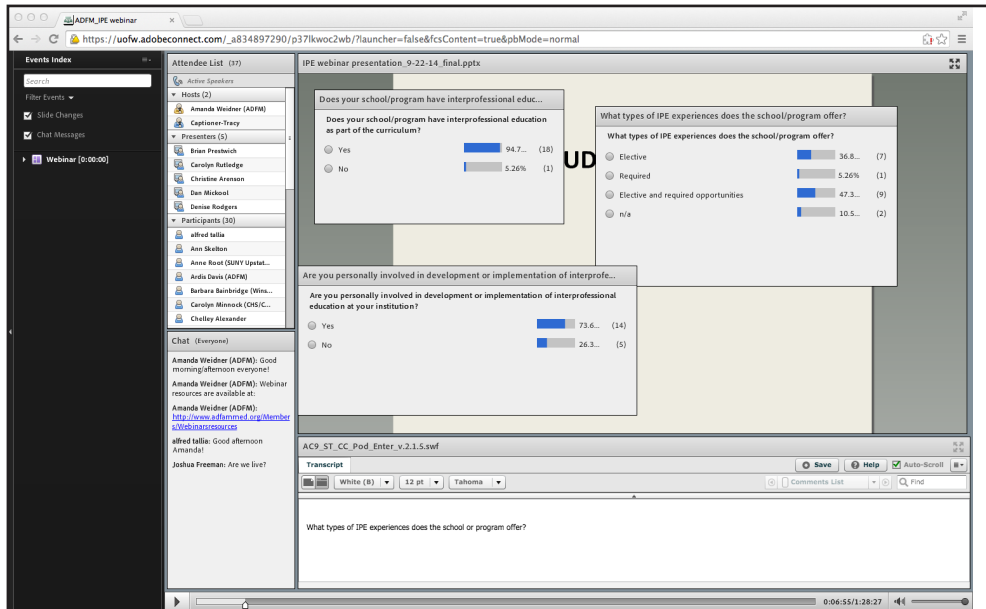 ADFM_IPE webinar
https://uofw.adobeconnect.com/_a834897290/p37lkwoc2wb/?launcher=false&fcsContent=true&pbMode=normal
Events Index
Search
Filter Events
Slide Changes
Chat Messages
Webinar [0:00:00]
Attendee List (37)
Active Speakers
Hosts (2)
Amanda Weidner (ADFM)
Captioner-Tracy
Presenters (5)
Brian Prestwich
Carolyn Rutledge
Christine Arenson
Dan Mickool
Denise Rodgers
Participants (30)
alfred tallia
Ann Skelton
Anne Root (SUNY Upstat...
Ardis Davis (ADFM)
Barbara Bainbridge (Wins...
Carolyn Minnock (CHS/C...
Chelley Alexander
Chat (Everyone)
Amanda Weidner (ADFM): Good
morning/afternoon everyone!
Amanda Weidner (ADFM): Webinar
resources are available at:
Amanda Weidner (ADFM):
http://www.adfammed.org/Member
s/Webinarsresources
alfred tallia: Good afternoon
Amanda!
Joshua Freeman: Are we live?
IPE webinar presentation_9-22-14_final.pptx
Does your school/program have interprofessional educ...
Does your school/program have interprofessional education
as part of the curriculum?
Yes 94.7... (18)
No 5.26% (1)
UD
What types of IPE experiences does the school/program offer?
What types of IPE experiences does the school/program offer?
Elective 36.8... (7)
Required 5.26% (1)
Elective and required opportunities 47.3... (9)
n/a 10.5... (2)
Are you personally involved in development or implementation of interprofe...
Are you personally involved in development or implementation of interprofessional
education at your institution?
Yes 73.6... (14)
No 26.3... (5)
AC9_ST_CC_Pod_Enter_v.2.1.5.swf
Transcript
Save Help Auto-Scroll
White (B) 12 pt Tahoma Comments List Find
What types of IPE experiences does the school or program offer?
0:06:55/1:28:27